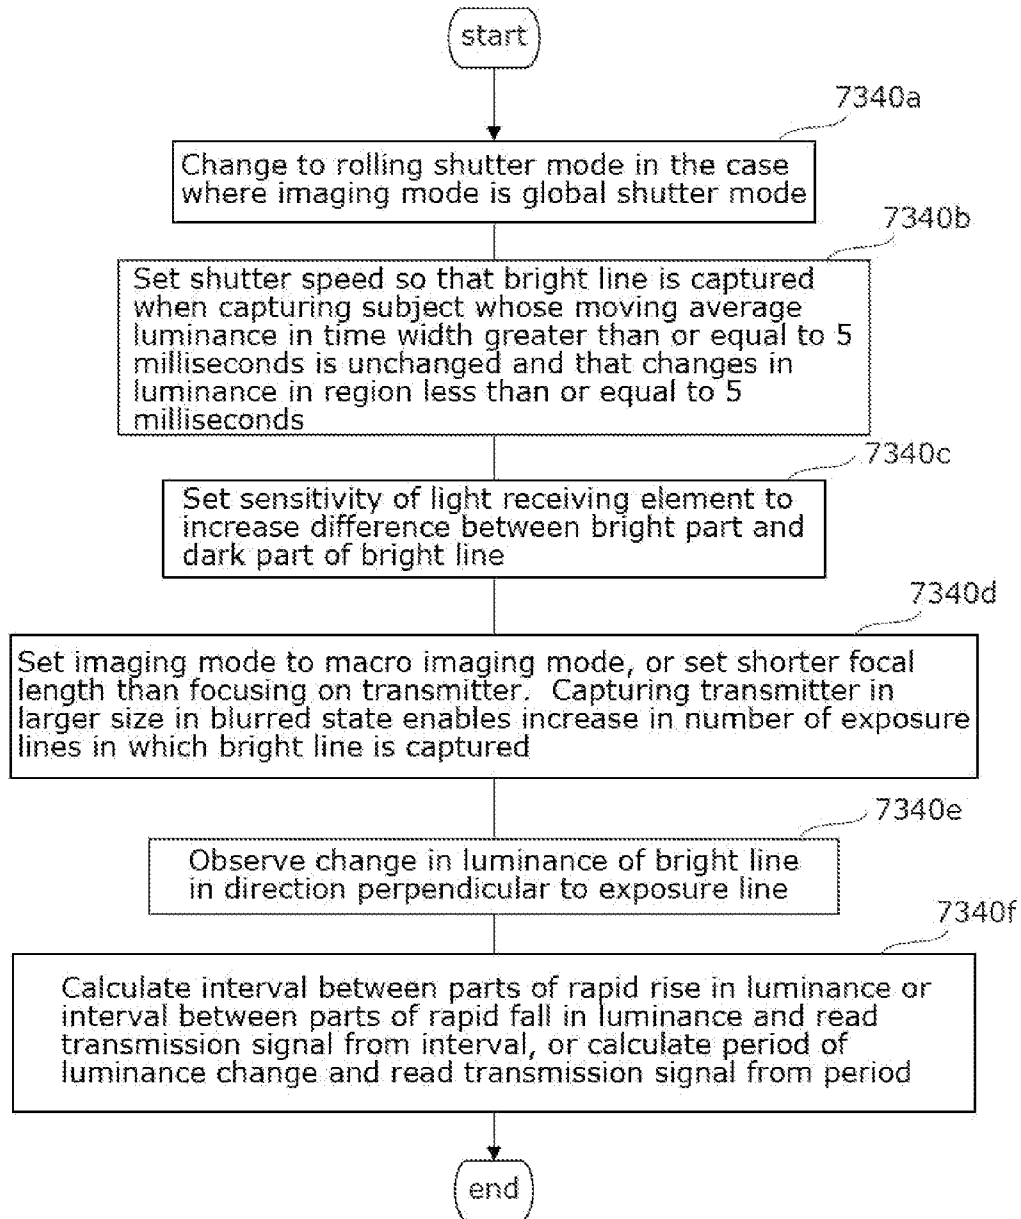 start
7340a
Change to rolling shutter mode in the case
where imaging mode is global shutter mode
7340b
Set shutter speed so that bright line is captured
when capturing subject whose moving average
luminance in time width greater than or equal to 5
milliseconds is unchanged and that changes in
luminance in region less than or equal to 5
milliseconds
7340c
Set sensitivity of light receiving element to
increase difference between bright part and
dark part of bright line
7340d
Set imaging mode to macro imaging mode, or set shorter focal
length than focusing on transmitter.  Capturing transmitter in
larger size in blurred state enables increase in number of exposure
lines in which bright line is captured
7340e
Observe change in luminance of bright line
in direction perpendicular to exposure line
7340f
Calculate interval between parts of rapid rise in luminance or
interval between parts of rapid fall in luminance and read
transmission signal from interval, or calculate period of
luminance change and read transmission signal from period
end